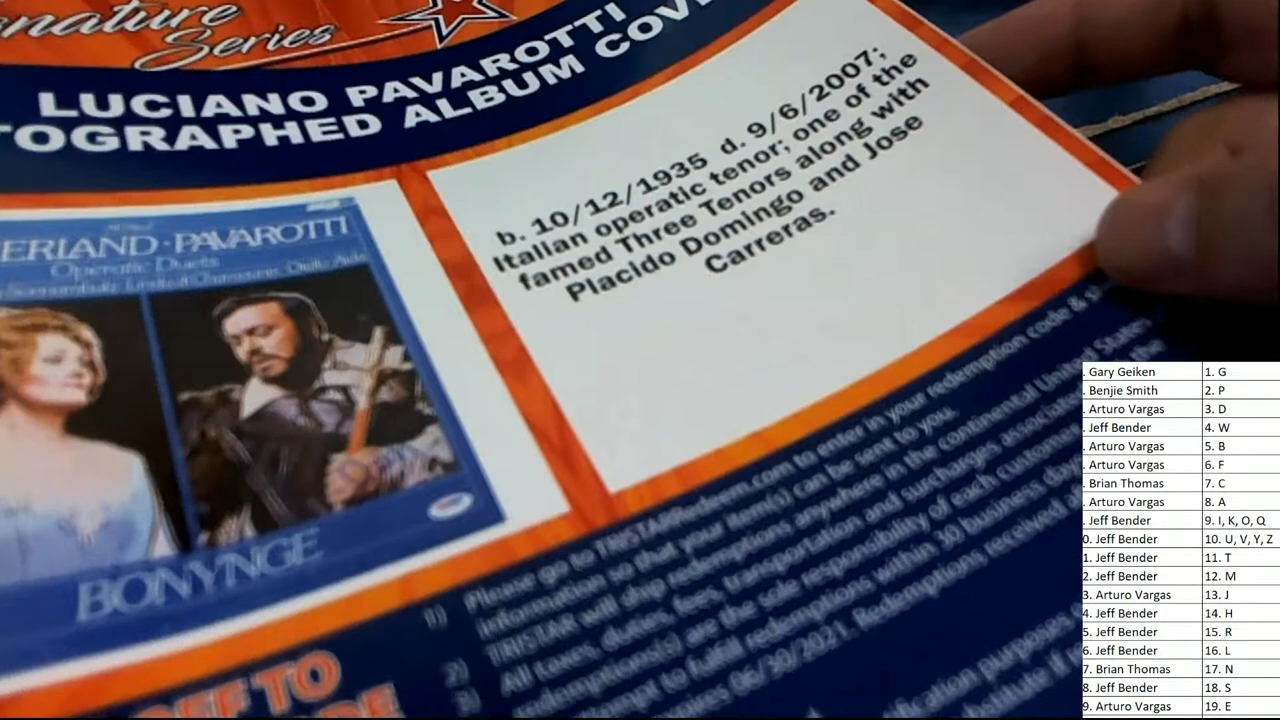 Series
LUCIANO PAVAROTTI
b. 10/12/1935 d. 9/6/2007;
Italian operatic tenor; one of the
famed Three Tenors along with
Placido Domingo and Jose
Carreras.
PAVAROTTI
Operatic Duets
BONYNGE
1)
Please go to TRISTARRedeem.com to enter in your redemption code &
information so that your item(s) can be sent to you.
TRISTAR will ship redemptions anywhere in the continental United States
2)
All taxes, duties, fees, transportation and surcharges associated
redemption(s) are the sole responsibility of each customer
3)
to fulfill redemptions within 30 business days
06/30/2021. Redemptions received
purposes
TO
. Gary Geiken 1. G
. Benjie Smith 2. P
. Arturo Vargas 3. D
. Jeff Bender 4. W
. Arturo Vargas 5. B
. Arturo Vargas 6. F
. Brian Thomas 7. C
. Arturo Vargas 8. A
. Jeff Bender 9. I, K, O, Q
0. Jeff Bender 10. U, V, Y, Z
1. Jeff Bender 11. T
2. Jeff Bender 12. M
3. Arturo Vargas 13. J
4. Jeff Bender 14. H
5. Jeff Bender 15. R
6. Jeff Bender 16. L
7. Brian Thomas 17. N
8. Jeff Bender 18. S
9. Arturo Vargas 19. E